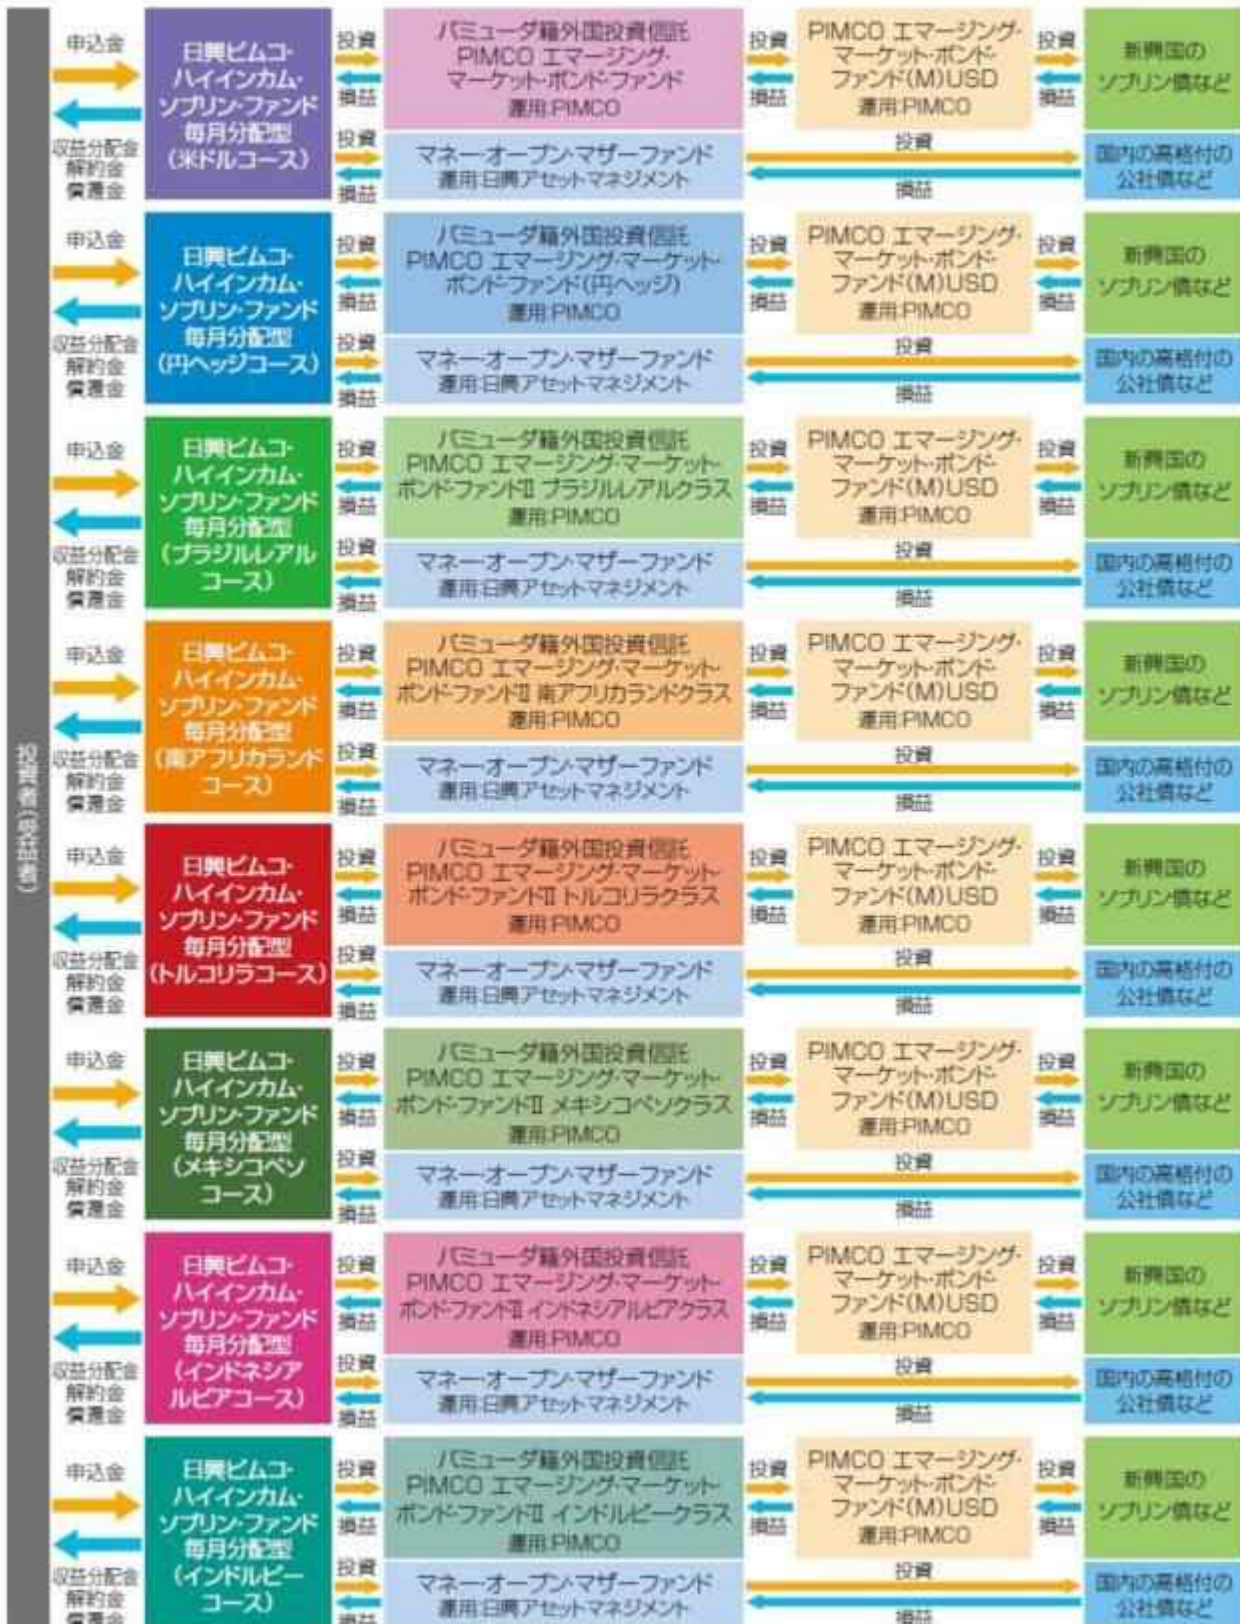 投資者(受益者)
申込金
収益分配金
解約金
償還金
日興ピムコ・
ハイインカム・
ソブリン・ファンド
毎月分配型
(米ドルコース)
投資
損益
投資
損益
バミューダ籍外国投資信託
PIMCO エマージング・
マーケット・ボンド・ファンド
運用:PIMCO
マネー・オープン・マザーファンド
運用:日興アセットマネジメント
投資
損益
PIMCO エマージング・
マーケット・ボンド・
ファンド(M)USD
運用:PIMCO
投資
損益
投資
損益
新興国の
ソブリン債など
国内の高格付の
公社債など
申込金
収益分配金
解約金
償還金
日興ピムコ・
ハイインカム・
ソブリン・ファンド
毎月分配型
(円ヘッジコース)
投資
損益
投資
損益
バミューダ籍外国投資信託
PIMCO エマージング・マーケット・
ボンド・ファンド(円ヘッジ)
運用:PIMCO
マネー・オープン・マザーファンド
運用:日興アセットマネジメント
投資
損益
PIMCO エマージング・
マーケット・ボンド・
ファンド(M)USD
運用:PIMCO
投資
損益
投資
損益
新興国の
ソブリン債など
国内の高格付の
公社債など
申込金
収益分配金
解約金
償還金
日興ピムコ・
ハイインカム・
ソブリン・ファンド
毎月分配型
(ブラジルレアル
コース)
投資
損益
投資
損益
バミューダ籍外国投資信託
PIMCO エマージング・マーケット・
ボンド・ファンドⅡ ブラジルレアルクラス
運用:PIMCO
マネー・オープン・マザーファンド
運用:日興アセットマネジメント
投資
損益
PIMCO エマージング・
マーケット・ボンド・
ファンド(M)USD
運用:PIMCO
投資
損益
投資
損益
新興国の
ソブリン債など
国内の高格付の
公社債など
申込金
収益分配金
解約金
償還金
日興ピムコ・
ハイインカム・
ソブリン・ファンド
毎月分配型
(南アフリカランド
コース)
投資
損益
投資
損益
バミューダ籍外国投資信託
PIMCO エマージング・マーケット・
ボンド・ファンドⅡ 南アフリカランドクラス
運用:PIMCO
マネー・オープン・マザーファンド
運用:日興アセットマネジメント
投資
損益
PIMCO エマージング・
マーケット・ボンド・
ファンド(M)USD
運用:PIMCO
投資
損益
投資
損益
新興国の
ソブリン債など
国内の高格付の
公社債など
申込金
収益分配金
解約金
償還金
日興ピムコ・
ハイインカム・
ソブリン・ファンド
毎月分配型
(トルコリラコース)
投資
損益
投資
損益
バミューダ籍外国投資信託
PIMCO エマージング・マーケット・
ボンド・ファンドⅡ トルコリラクラス
運用:PIMCO
マネー・オープン・マザーファンド
運用:日興アセットマネジメント
投資
損益
PIMCO エマージング・
マーケット・ボンド・
ファンド(M)USD
運用:PIMCO
投資
損益
投資
損益
新興国の
ソブリン債など
国内の高格付の
公社債など
申込金
収益分配金
解約金
償還金
日興ピムコ・
ハイインカム・
ソブリン・ファンド
毎月分配型
(メキシコペソ
コース)
投資
損益
投資
損益
バミューダ籍外国投資信託
PIMCO エマージング・マーケット・
ボンド・ファンドⅡ メキシコペソクラス
運用:PIMCO
マネー・オープン・マザーファンド
運用:日興アセットマネジメント
投資
損益
PIMCO エマージング・
マーケット・ボンド・
ファンド(M)USD
運用:PIMCO
投資
損益
投資
損益
新興国の
ソブリン債など
国内の高格付の
公社債など
申込金
収益分配金
解約金
償還金
日興ピムコ・
ハイインカム・
ソブリン・ファンド
毎月分配型
(インドネシア
ルピアコース)
投資
損益
投資
損益
バミューダ籍外国投資信託
PIMCO エマージング・マーケット・
ボンド・ファンドⅡ インドネシアルピアクラス
運用:PIMCO
マネー・オープン・マザーファンド
運用:日興アセットマネジメント
投資
損益
PIMCO エマージング・
マーケット・ボンド・
ファンド(M)USD
運用:PIMCO
投資
損益
投資
損益
新興国の
ソブリン債など
国内の高格付の
公社債など
申込金
収益分配金
解約金
償還金
日興ピムコ・
ハイインカム・
ソブリン・ファンド
毎月分配型
(インドルピー
コース)
投資
損益
投資
損益
バミューダ籍外国投資信託
PIMCO エマージング・マーケット・
ボンド・ファンドⅡ インドルピークラス
運用:PIMCO
マネー・オープン・マザーファンド
運用:日興アセットマネジメント
投資
損益
PIMCO エマージング・
マーケット・ボンド・
ファンド(M)USD
運用:PIMCO
投資
損益
投資
損益
新興国の
ソブリン債など
国内の高格付の
公社債など